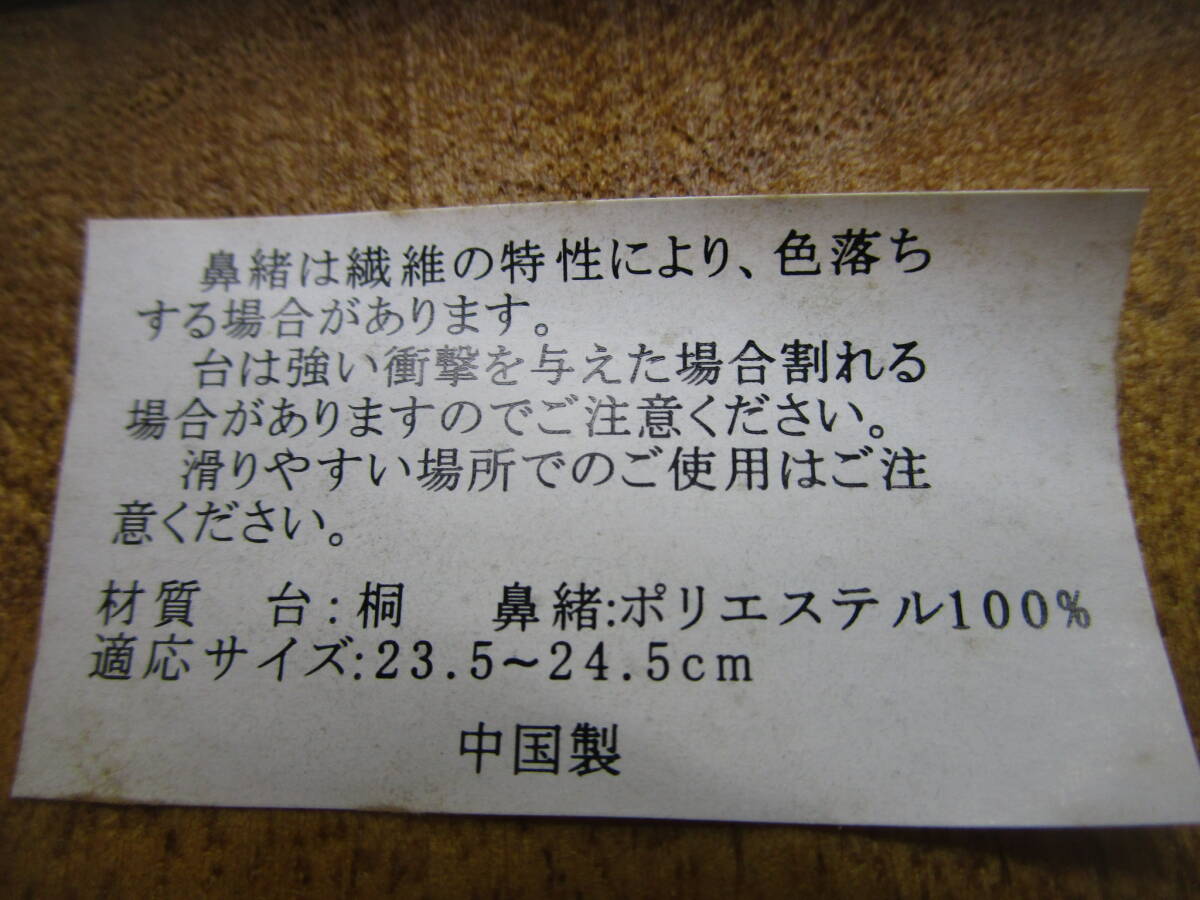 鼻緒は繊維の特性により、色落ち
する場合があります。
台は強い衝撃を与えた場合割れる
場合がありますのでご注意ください。
滑りやすい場所でのご使用はご注
意ください。
材質　台:桐　鼻緒:ポリエステル100%
適応サイズ:23.5~24.5cm
中国製